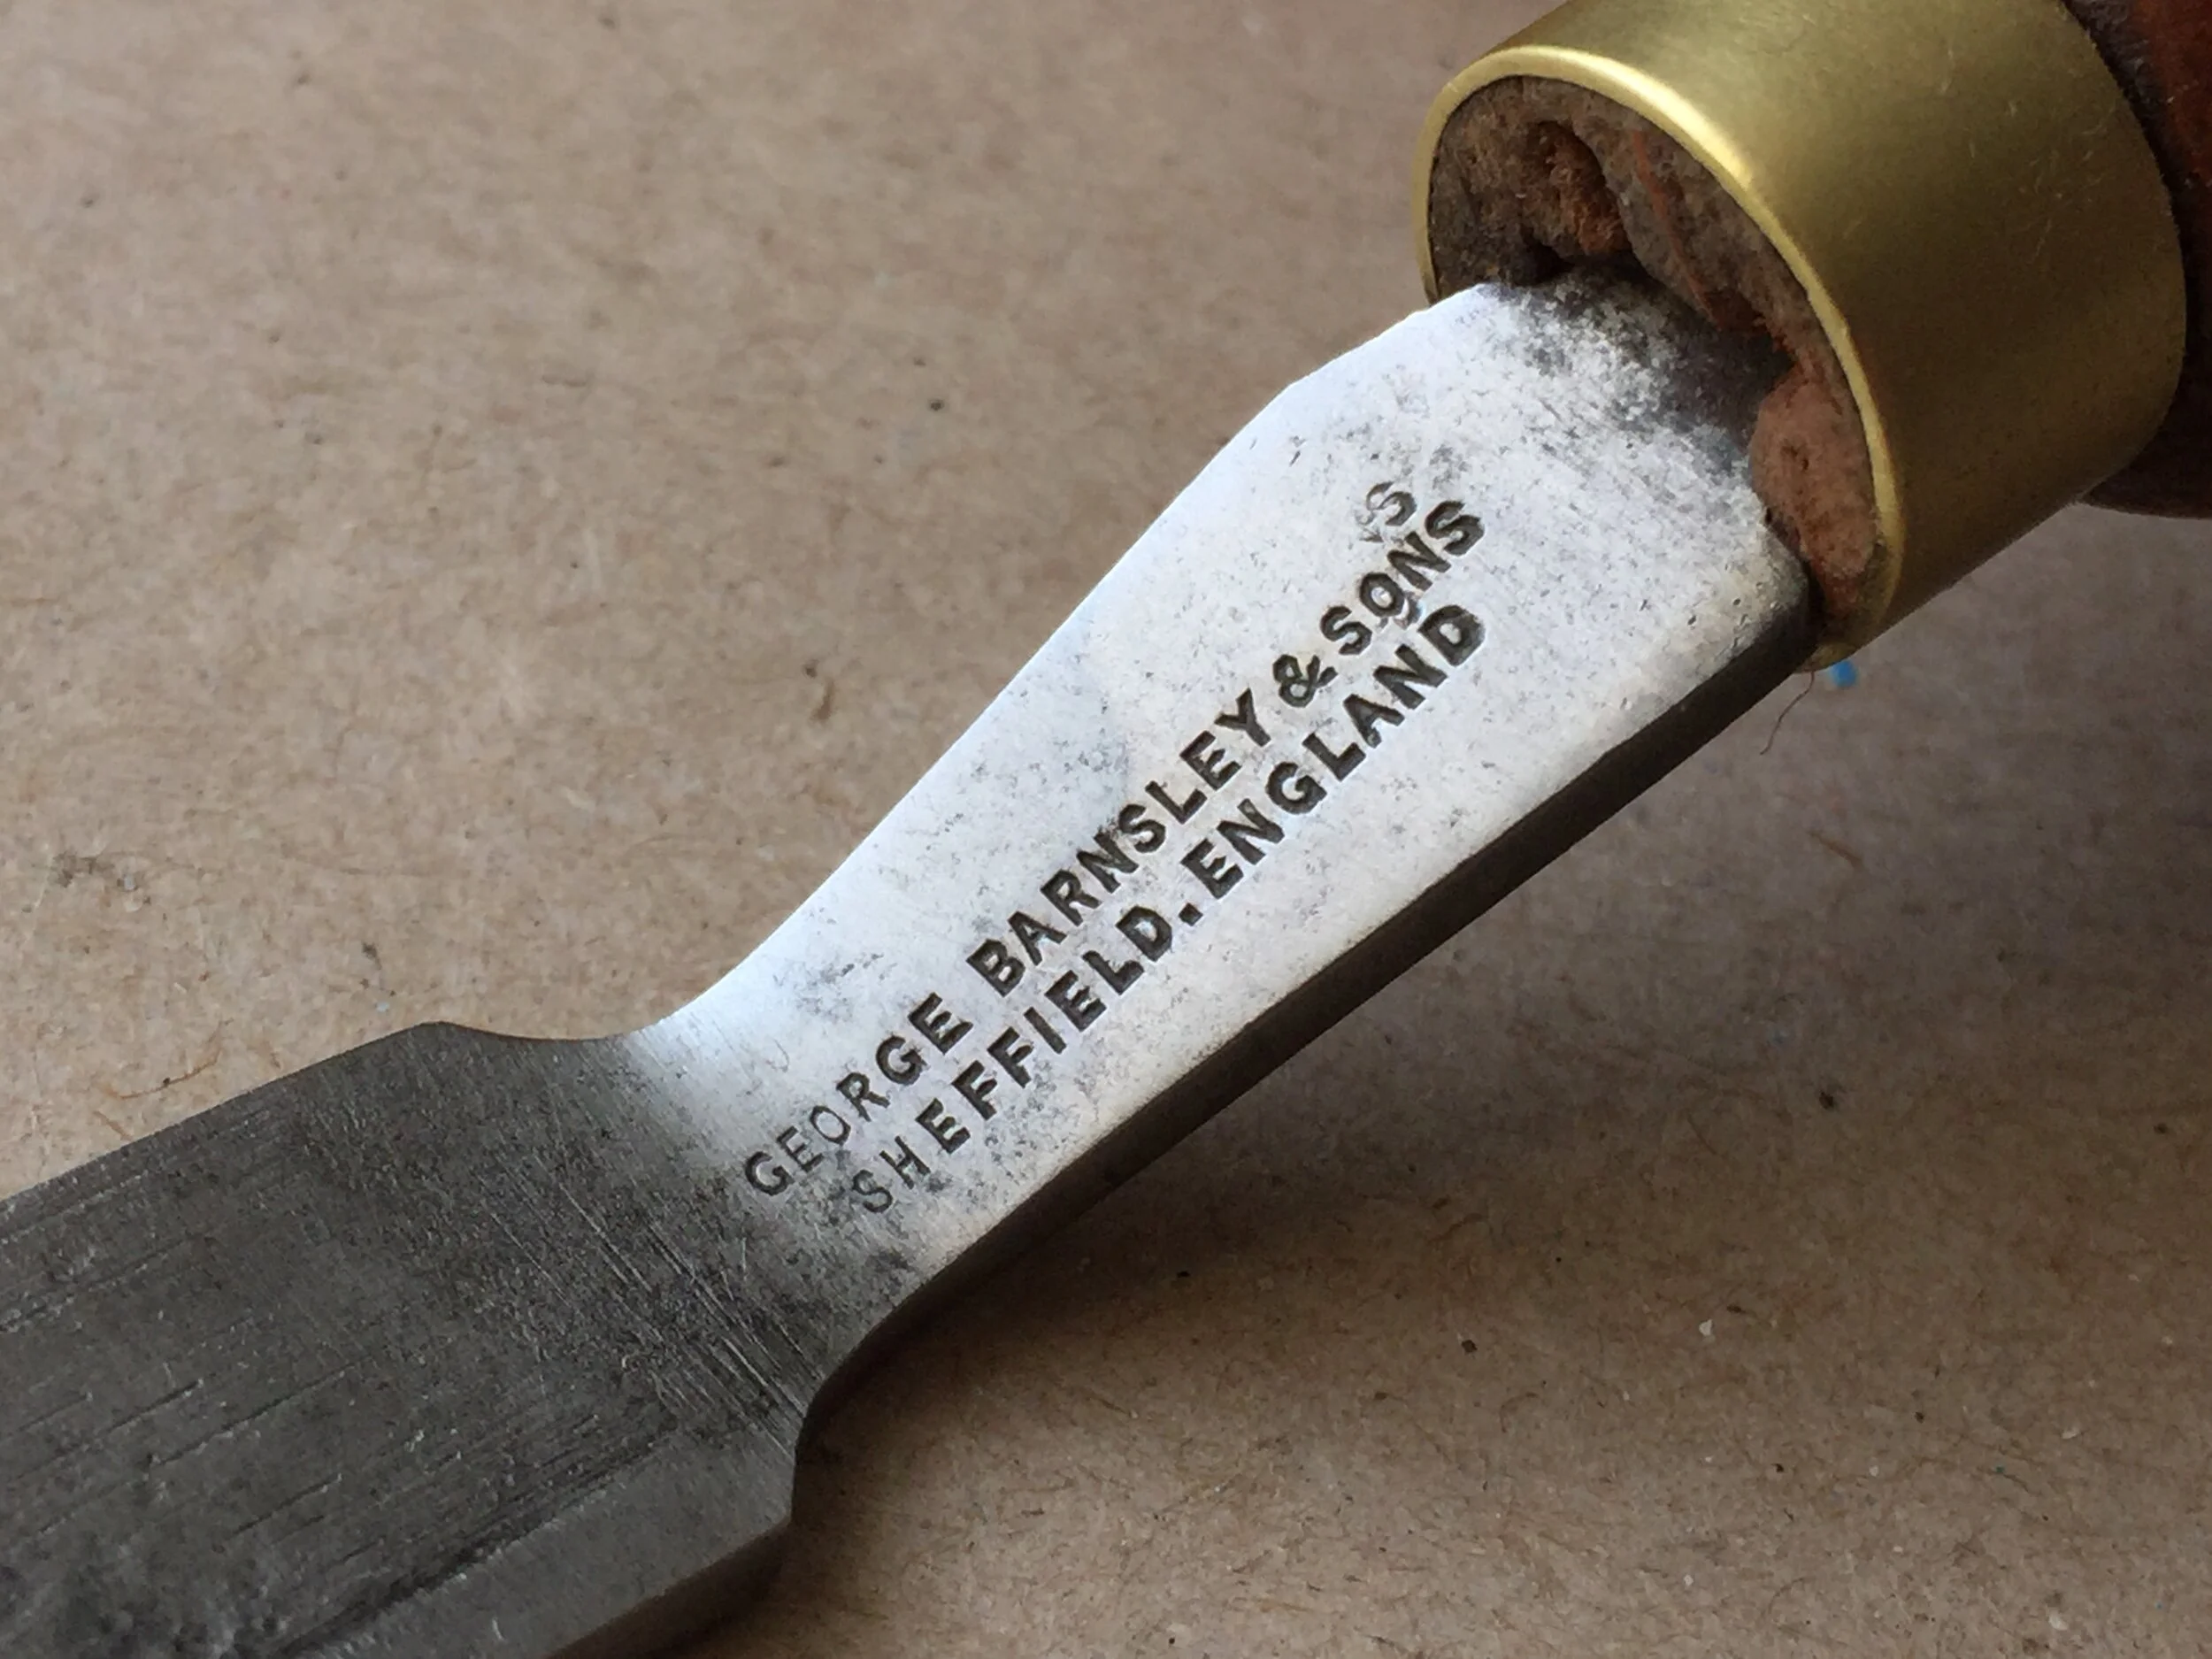 GEORGE BARNSLEY & SONS
SHEFFIELD. ENGLAND